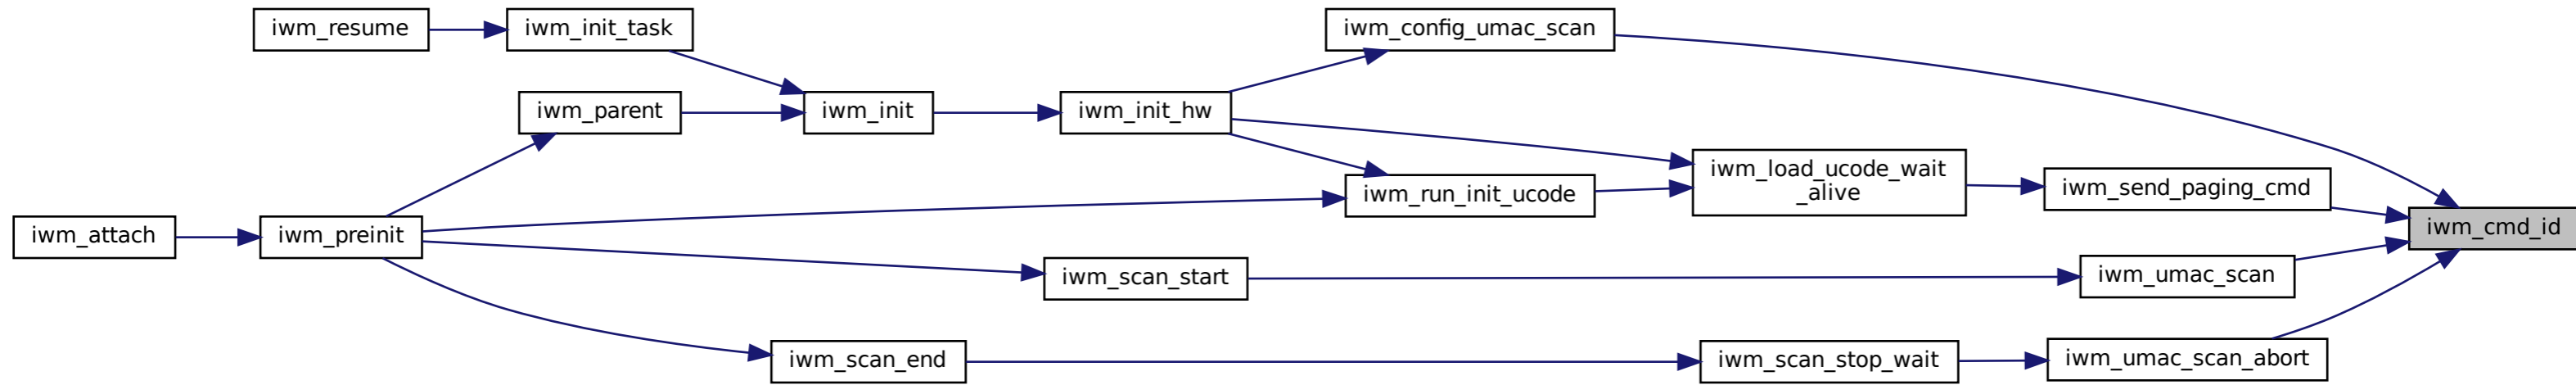 iwm_resume
iwm_init_task
iwm_config_umac_scan
iwm_parent
iwm_init
iwm_init_hw
iwm_load_ucode_wait
_alive
iwm_run_init_ucode
iwm_send_paging_cmd
iwm_attach
iwm_preinit
iwm_cmd_id
iwm_scan_start
iwm_umac_scan
iwm_scan_end
iwm_scan_stop_wait
iwm_umac_scan_abort